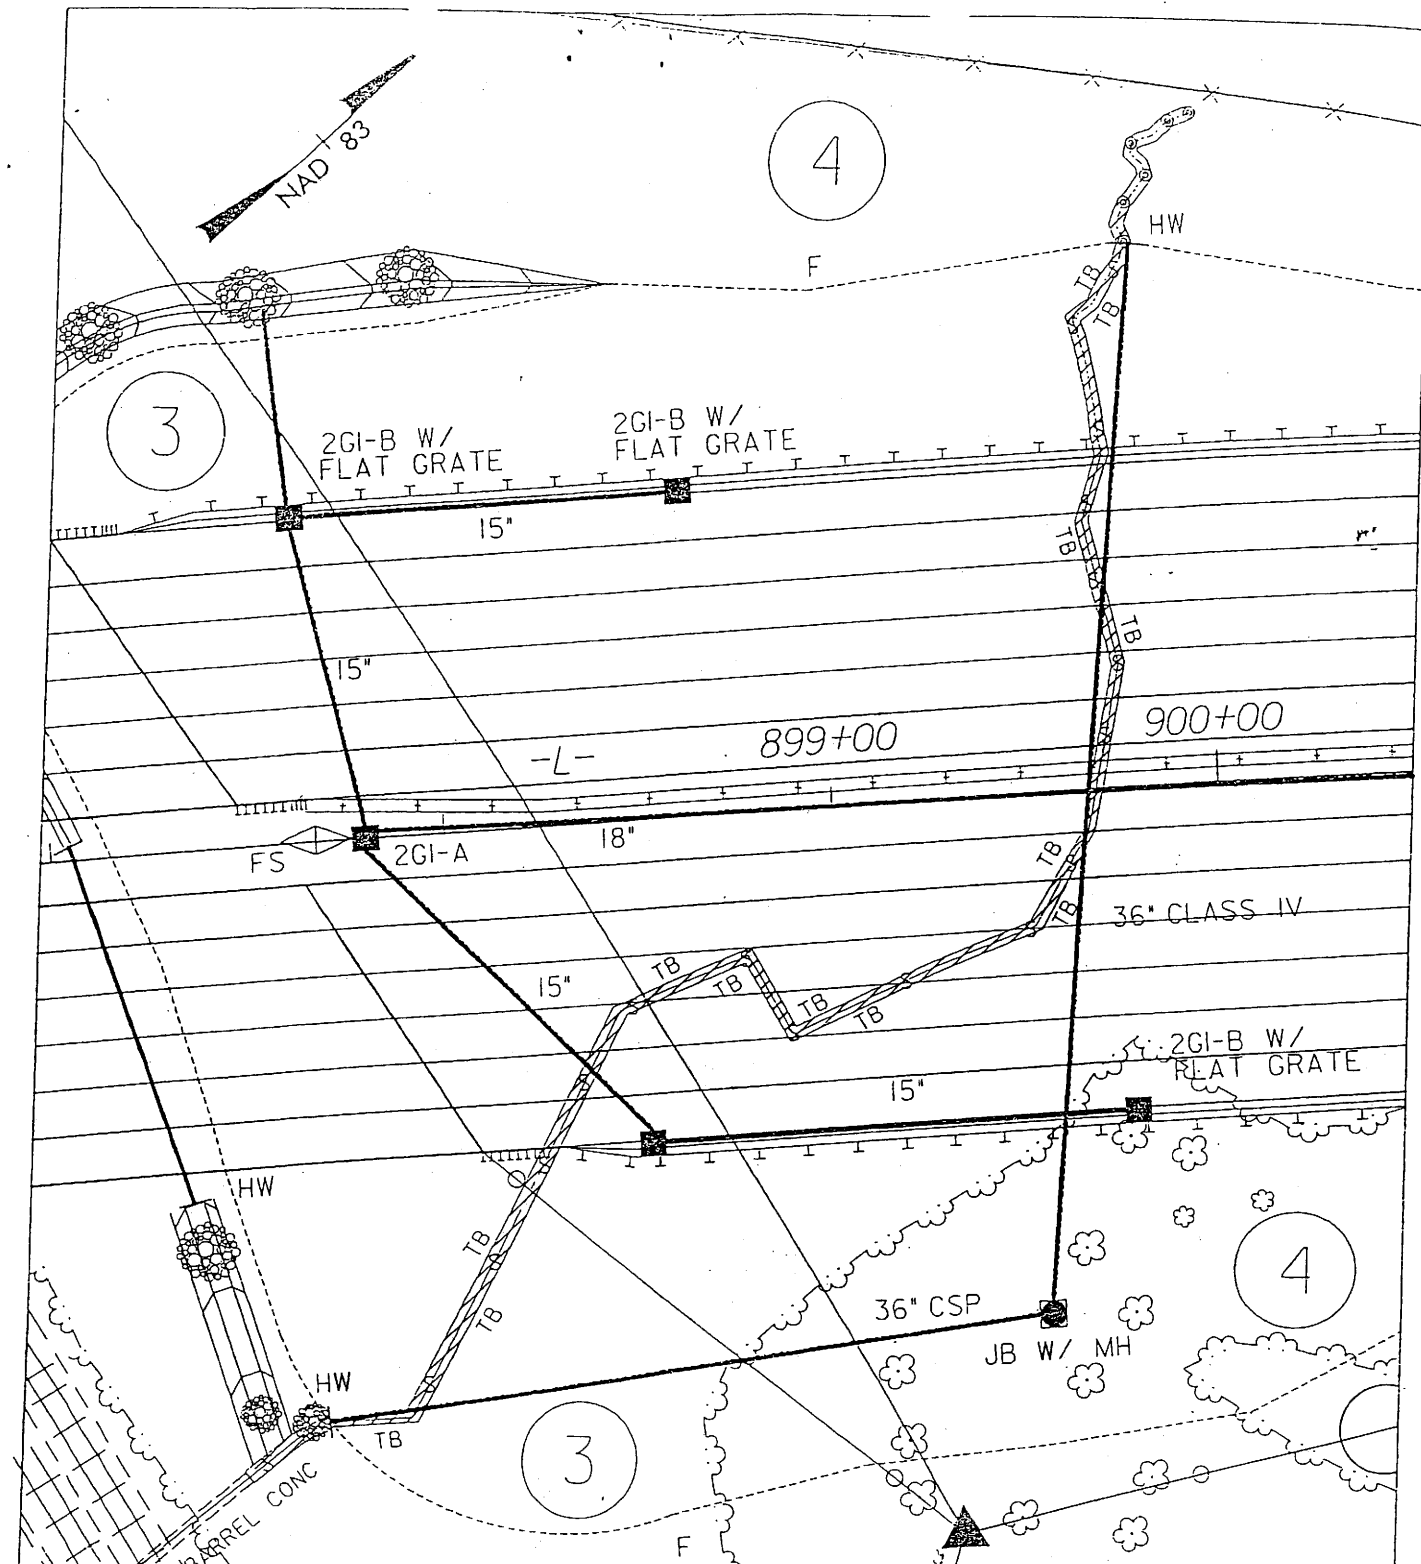 NAD 83
4
HW
F
TB
TB
3
2GI-B W/
FLAT GRATE
2GI-B W/
FLAT GRATE
15"
TB
TB
15"
-L-
899+00
900+00
18"
FS
2GI-A
TB
TB
36" CLASS IV
TB
TB
15"
TB
TB
2GI-B W/
FLAT GRATE
15"
HW
TB
TB
4
36" CSP
JB W/ MH
HW
TB
3
BARREL CONC
F